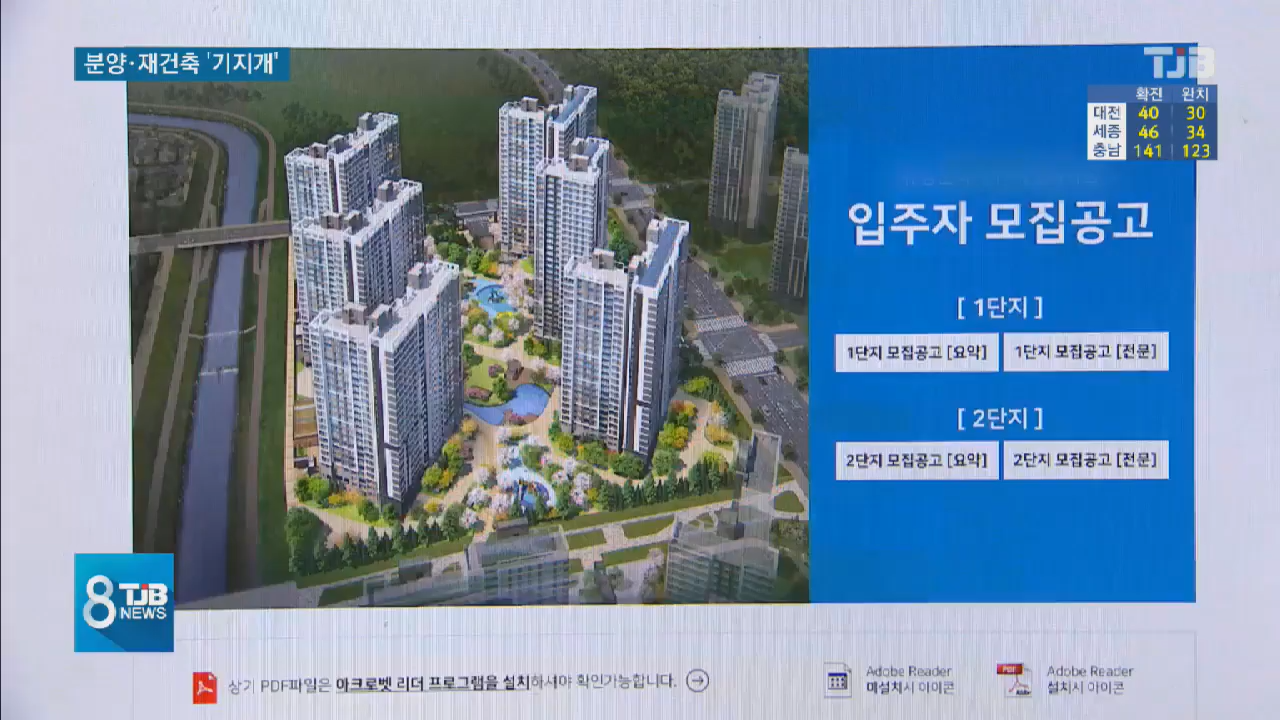 분양·재건축 '기지개'
TJB
확진 완치
대전 40 30
세종 46 34
충남 141 123
입주자 모집공고
[ 1단지 ]
1단지 모집공고 [요약] 1단지 모집공고 [전문]
[ 2단지 ]
2단지 모집공고 [요약] 2단지 모집공고 [전문]
8 TJB NEWS
상기 PDF파일은 아크로벳 리더 프로그램을 설치하셔야 확인가능합니다.
Adobe Reader
미설치시 아이콘
PDF
Adobe
Adobe Reader
설치시 아이콘